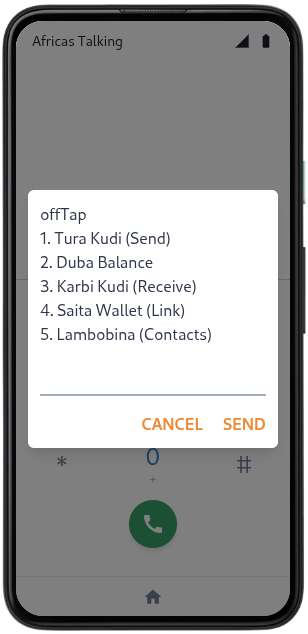 Africas Talking
offTap
1. Tura Kudi (Send)
2. Duba Balance
3. Karbi Kudi (Receive)
4. Saita Wallet (Link)
5. Lambobina (Contacts)
CANCEL SEND
* 0 #
+